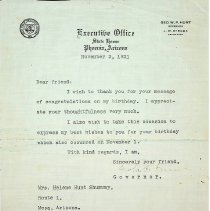 Executive Office
State House
Phoenix, Arizona
GEO. W. P. HUNT
GOVERNOR
November 2, 1931
Dear friend,
I wish to thank you for your message
of congratulations on my birthday. I appreci-
ate your thoughtfulness very much.
I also wish to take this occasion to
express my best wishes to you for your birthday
which also occurred on November 1.
With kind regards, I am,
Sincerely your friend,
Governor.
Mrs. Helene Hunt Shumway,
Route 1,
Mesa, Arizona.